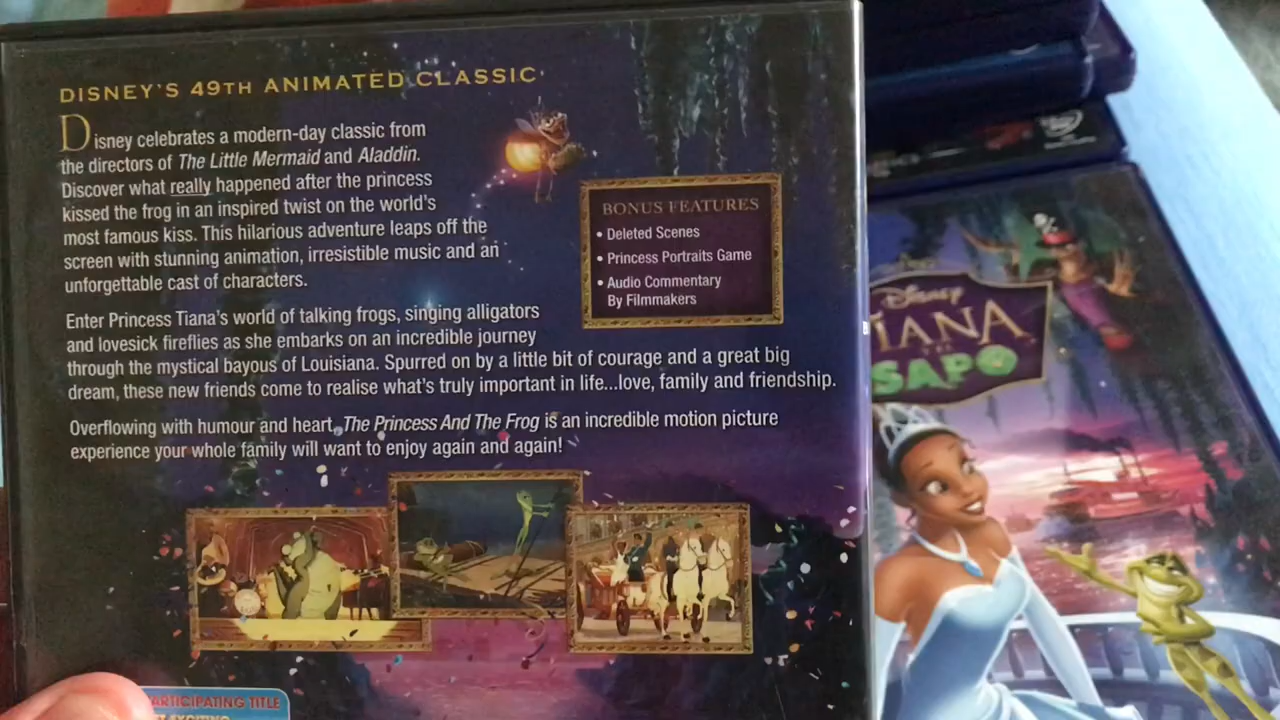 DISNEY'S 49TH ANIMATED CLASSIC
Disney celebrates a modern-day classic from
the directors of The Little Mermaid and Aladdin.
Discover what really happened after the princess
kissed the frog in an inspired twist on the world's
most famous kiss. This hilarious adventure leaps off the
screen with stunning animation, irresistible music and an
unforgettable cast of characters.
Enter Princess Tiana's world of talking frogs, singing alligators
and lovesick fireflies as she embarks on an incredible journey
through the mystical bayous of Louisiana. Spurred on by a little bit of courage and a great big
dream, these new friends come to realise what's truly important in life...love, family and friendship.
Overflowing with humour and heart, The Princess And The Frog is an incredible motion picture
experience your whole family will want to enjoy again and again!
BONUS FEATURES
• Deleted Scenes
• Princess Portraits Game
• Audio Commentary
By Filmmakers
TITLE
Disney
TIANA
SAPO